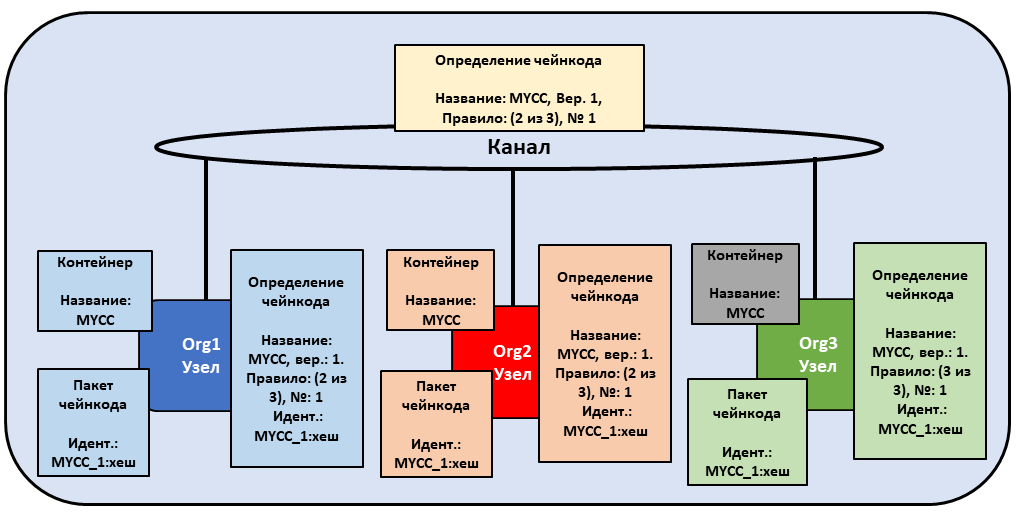 Определение чейнкода
Название: MYCC, Вер. 1,
Правило: (2 из 3), № 1
Канал
Контейнер
Название:
MYCC
Org1
Узел
Пакет
чейнкода
Идент.:
MYCC_1:хеш
Определение
чейнкода
Название:
MYCC, вер.: 1.
Правило: (2 из
3), №: 1
Идент.:
MYCC_1:хеш
Контейнер
Название:
MYCC
Org2
Узел
Пакет
чейнкода
Идент.:
MYCC_1:хеш
Определение
чейнкода
Название:
MYCC, вер.: 1.
Правило: (2 из
3), №: 1
Идент.:
MYCC_1:хеш
Контейнер
Название:
MYCC
Org3
Узел
Пакет
чейнкода
Идент.:
MYCC_1:хеш
Определение
чейнкода
Название:
MYCC, вер.: 1.
Правило: (3 из
3), №: 1
Идент.:
MYCC_1:хеш